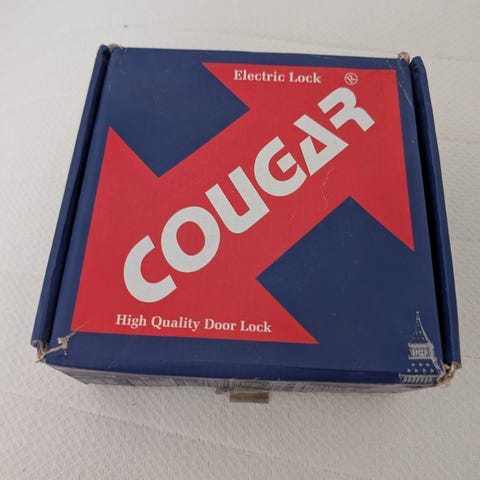 Electric Lock ®
COUGAR
High Quality Door Lock